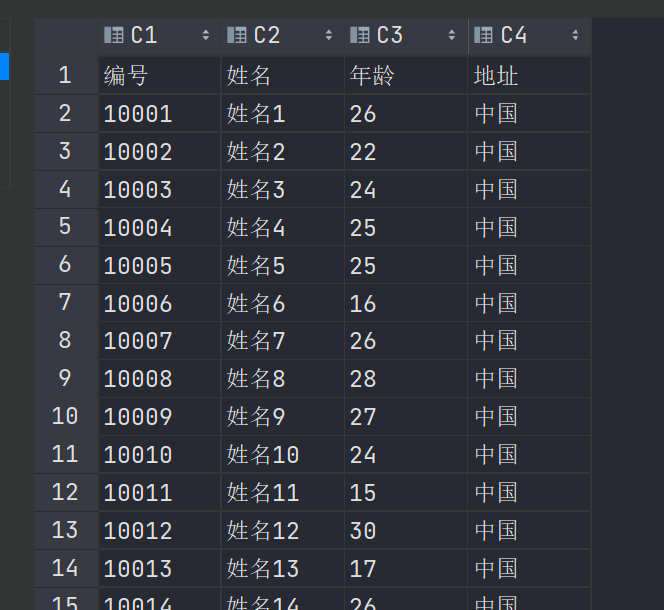 C1 C2 C3 C4
1 编号 姓名 年龄 地址
2 10001 姓名1 26 中国
3 10002 姓名2 22 中国
4 10003 姓名3 24 中国
5 10004 姓名4 25 中国
6 10005 姓名5 25 中国
7 10006 姓名6 16 中国
8 10007 姓名7 26 中国
9 10008 姓名8 28 中国
10 10009 姓名9 27 中国
11 10010 姓名10 24 中国
12 10011 姓名11 15 中国
13 10012 姓名12 30 中国
14 10013 姓名13 17 中国
15 10014 姓名14 26 中国